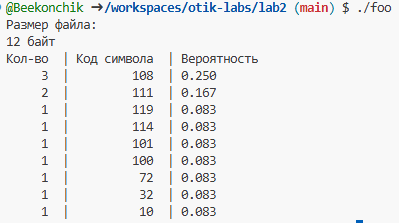 @Beekonchik →/workspaces/otik-labs/lab2 (main) $ ./foo
Размер файла:
12 байт
Кол-во | Код символа | Вероятность
3 | 108 | 0.250
2 | 111 | 0.167
1 | 119 | 0.083
1 | 114 | 0.083
1 | 101 | 0.083
1 | 100 | 0.083
1 | 72 | 0.083
1 | 32 | 0.083
1 | 10 | 0.083